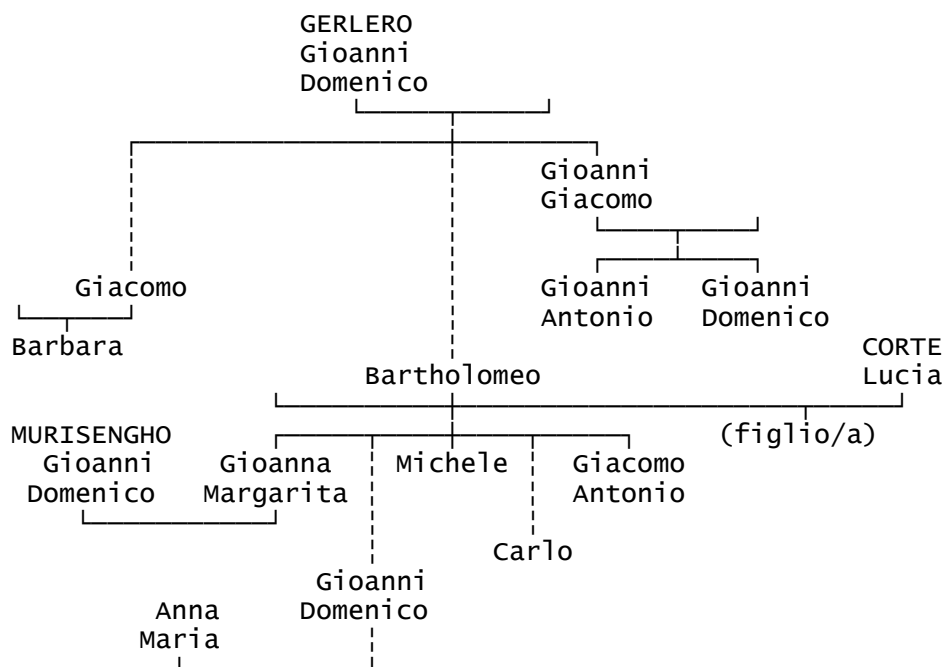 GERLERO
Gioanni
Domenico
Gioanni
Giacomo
Giacomo
Gioanni Gioanni
Antonio Domenico
Barbara
CORTE
Bartholomeo Lucia
MURISENGHO (figlio/a)
Gioanni Gioanna Michele Giacomo
Domenico Margarita Antonio
Carlo
Gioanni
Anna Domenico
Maria